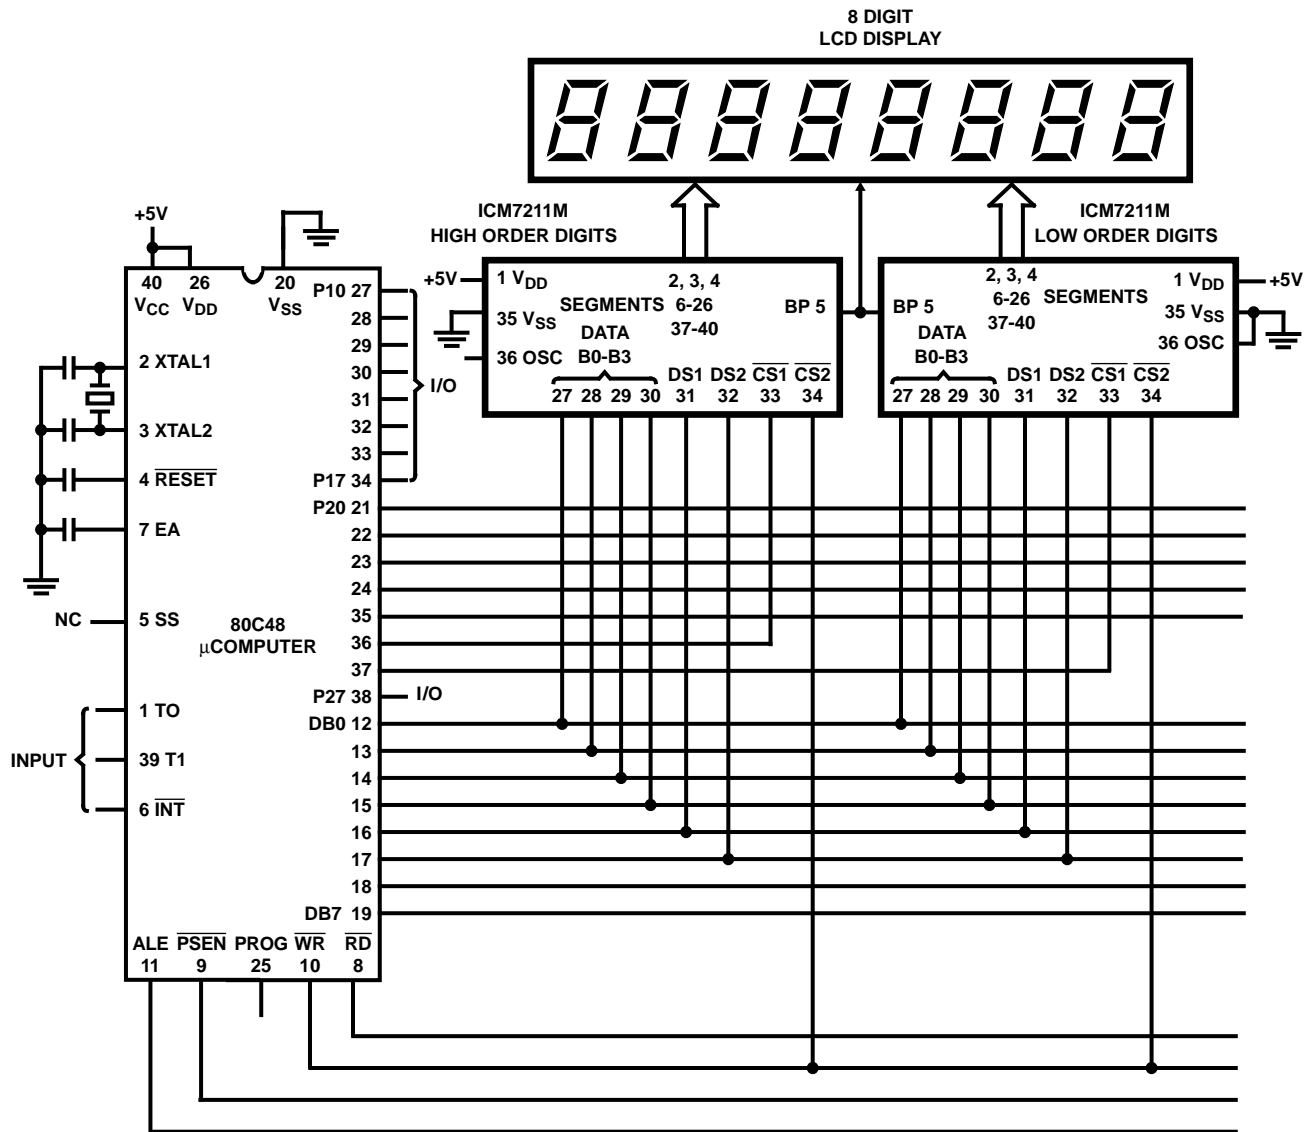 8 DIGIT
LCD DISPLAY
ICM7211M
HIGH ORDER DIGITS
ICM7211M
LOW ORDER DIGITS
+5V
1 VDD
35 VSS
36 OSC
2, 3, 4
6-26
37-40
SEGMENTS
DATA
B0-B3
BP 5
DS1 DS2 CS1 CS2
27 28 29 30 31 32 33 34
BP 5
2, 3, 4
6-26
37-40
SEGMENTS
DATA
B0-B3
1 VDD
+5V
35 VSS
36 OSC
DS1 DS2 CS1 CS2
27 28 29 30 31 32 33 34
+5V
40
VCC
26
VDD
20
VSS
2 XTAL1
3 XTAL2
4 RESET
7 EA
NC
5 SS
INPUT
1 TO
39 T1
6 INT
80C48
µCOMPUTER
P10 27
28
29
30
31
32
33
P17 34
I/O
P20 21
22
23
24
35
36
37
P27 38
I/O
DB0 12
13
14
15
16
17
18
DB7 19
ALE PSEN PROG WR RD
11 9 25 10 8